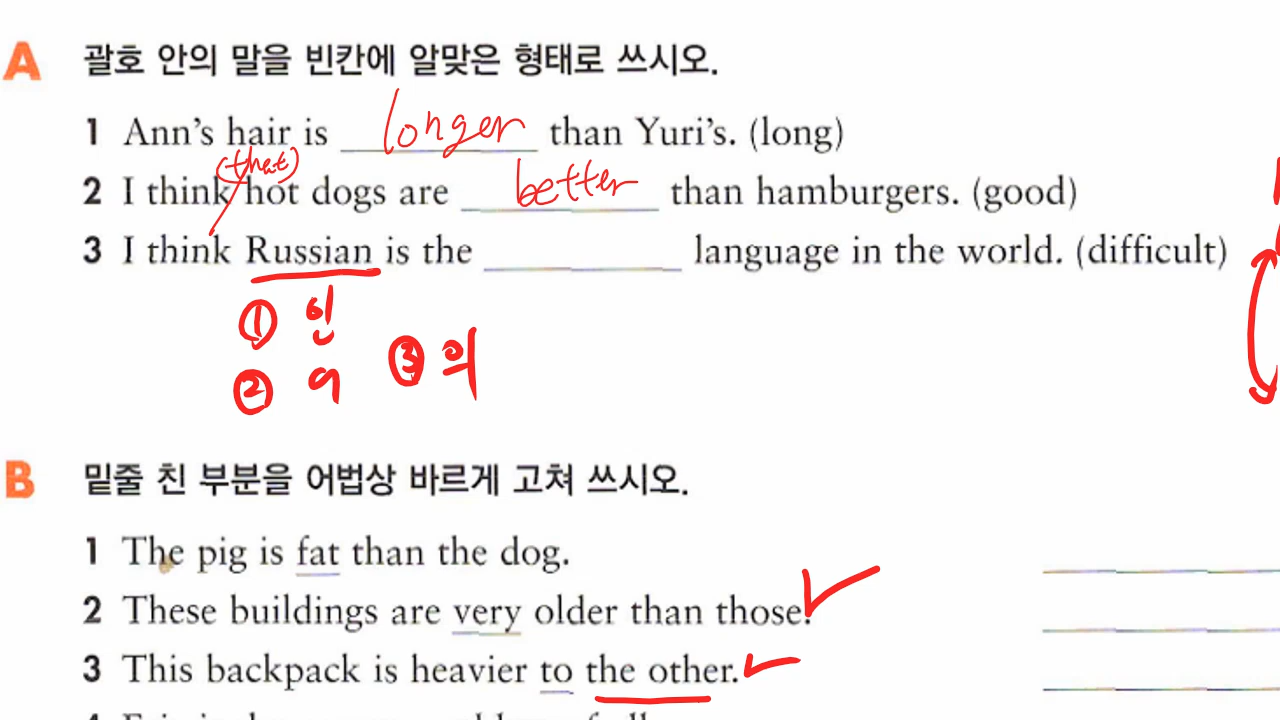 A 괄호 안의 말을 빈칸에 알맞은 형태로 쓰시오.
1 Ann's hair is longer than Yuri's. (long)
(that)
2 I think hot dogs are better than hamburgers. (good)
3 I think Russian is the language in the world. (difficult)
① 인
② 어 ③ 의
B 밑줄 친 부분을 어법상 바르게 고쳐 쓰시오.
1 The pig is fat than the dog.
2 These buildings are very older than those.
3 This backpack is heavier to the other.